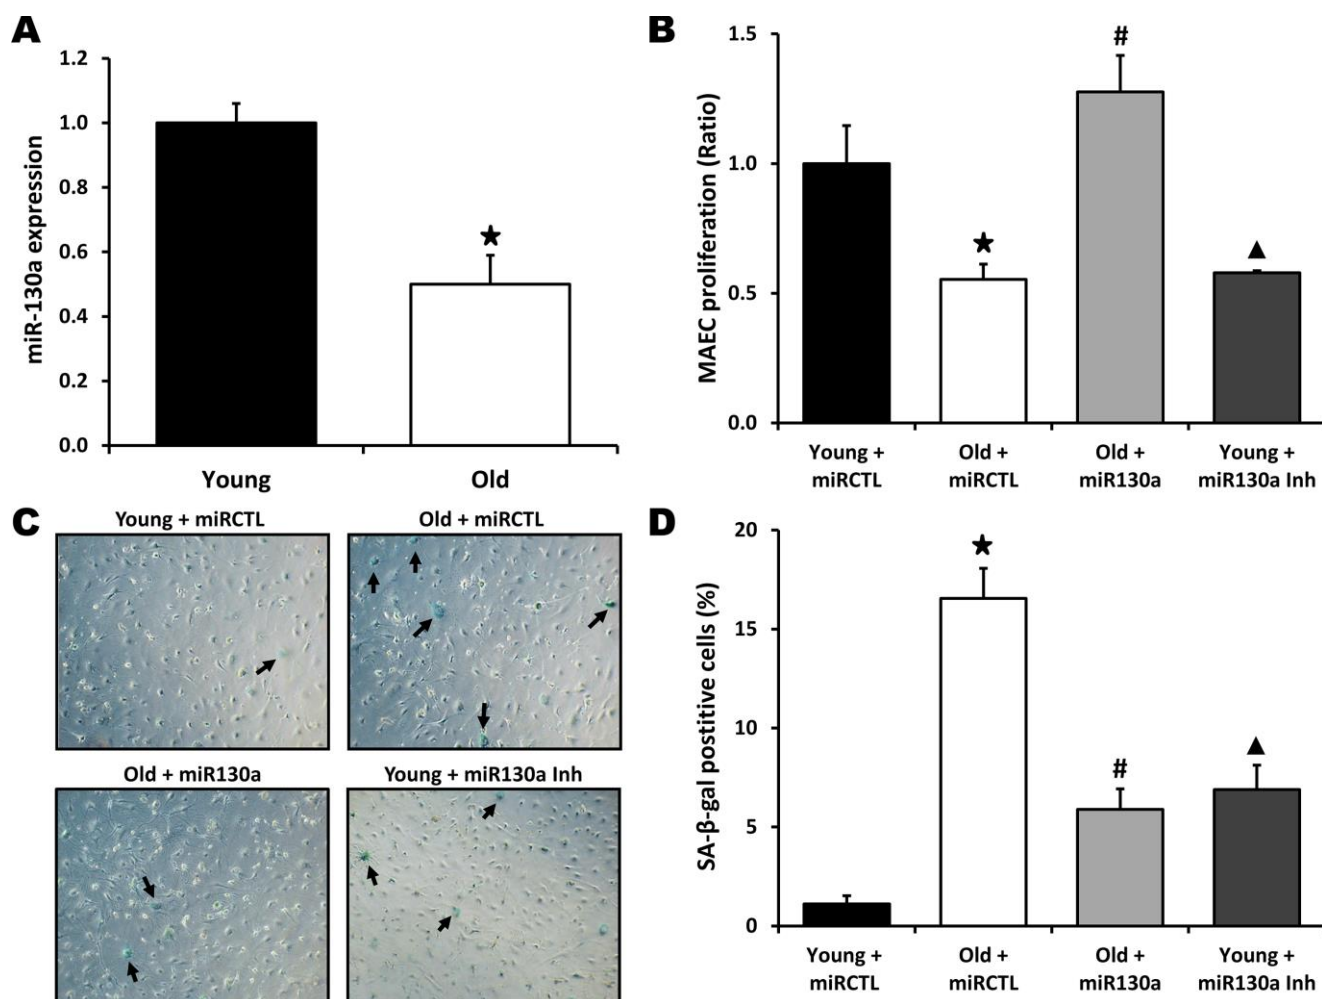 A
miR-130a expression
1.2
1.0
0.8
0.6
0.4
0.2
0.0
★
Young
Old
B
MAEC proliferation (Ratio)
1.5
1.0
0.5
0.0
★
#
▲
Young +
miRCTL
Old +
miRCTL
Old +
miR130a
Young +
miR130a Inh
C
Young + miRCTL
Old + miRCTL
Old + miR130a
Young + miR130a Inh
D
SA-β-gal postitive cells (%)
20
15
10
5
0
★
#
▲
Young +
miRCTL
Old +
miRCTL
Old +
miR130a
Young +
miR130a Inh